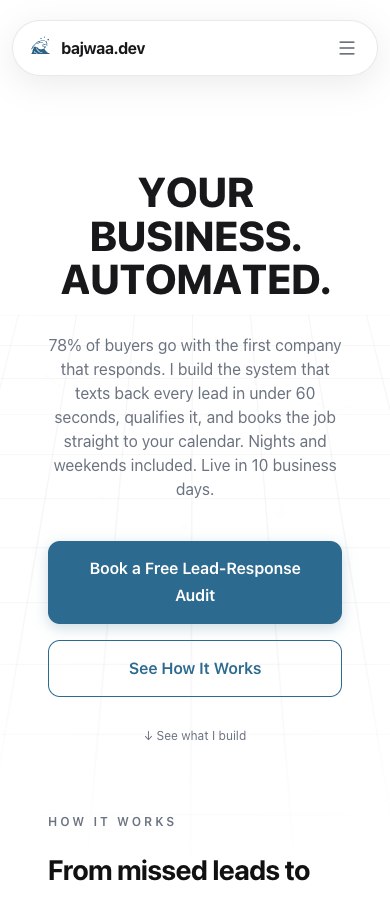 bajwaa.dev
YOUR
BUSINESS.
AUTOMATED.
78% of buyers go with the first company
that responds. I build the system that
texts back every lead in under 60
seconds, qualifies it, and books the job
straight to your calendar. Nights and
weekends included. Live in 10 business
days.
Book a Free Lead-Response
Audit
See How It Works
↓ See what I build
HOW IT WORKS
From missed leads to